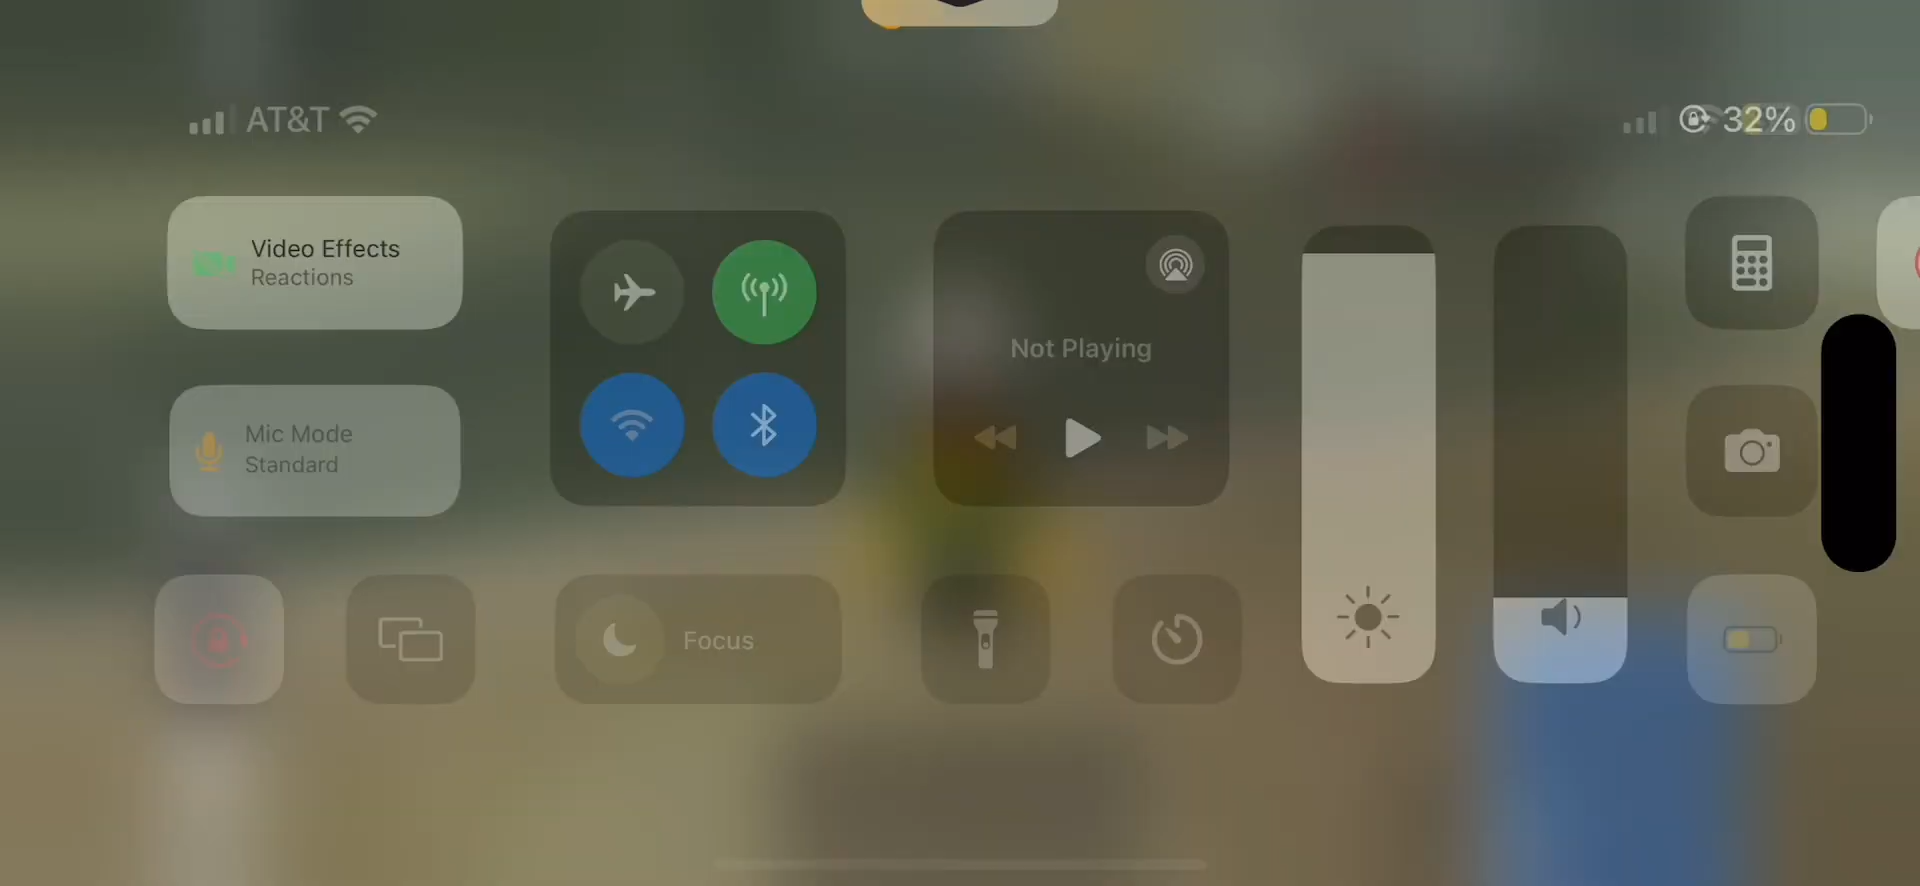 AT&T
32%
Video Effects
Reactions
Not Playing
Mic Mode
Standard
Focus